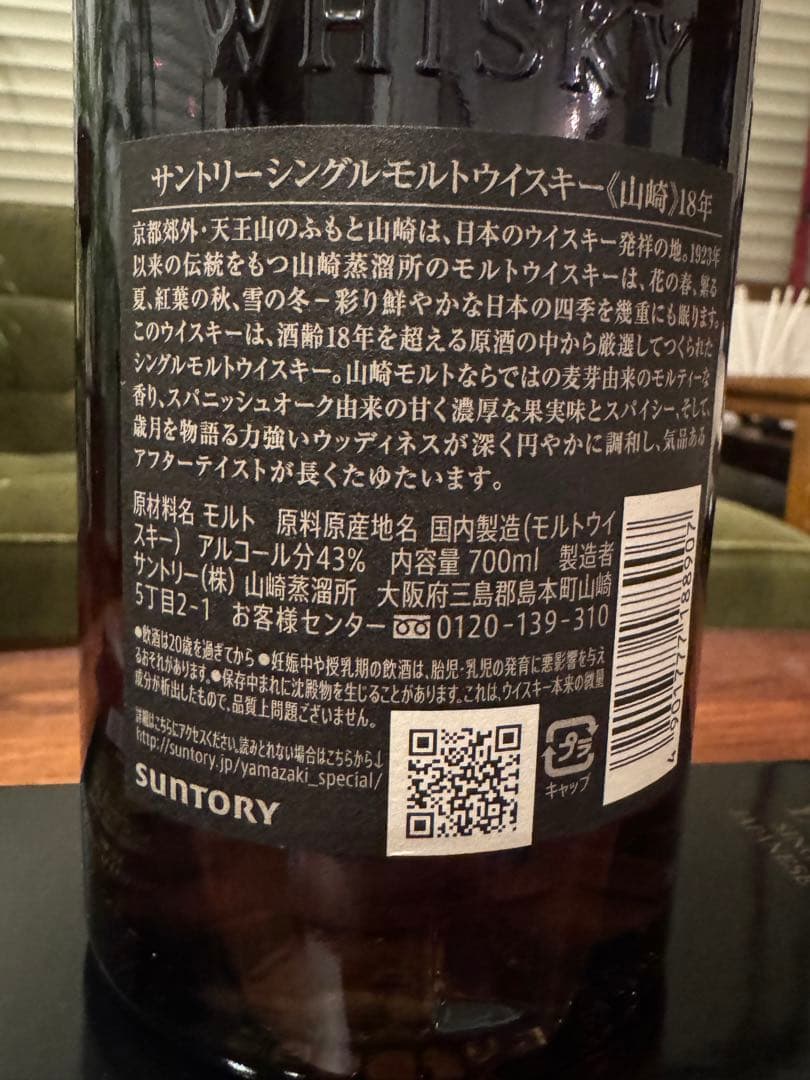 WHISKY
サントリーシングルモルトウイスキー《山崎》18年
京都郊外・天王山のふもと山崎は、日本のウイスキー発祥の地。1923年
以来の伝統をもつ山崎蒸溜所のモルトウイスキーは、花の春、繁る
夏、紅葉の秋、雪の冬－彩り鮮やかな日本の四季を幾重にも眠ります。
このウイスキーは、酒齢18年を超える原酒の中から厳選してつくられた
シングルモルトウイスキー。山崎モルトならではの麦芽由来のモルティーな
香り、スパニッシュオーク由来の甘く濃厚な果実味とスパイシー、そして、
歳月を物語る力強いウッディネスが深く円やかに調和し、気品ある
アフターテイストが長くたゆたいます。
原材料名 モルト 原料原産地名 国内製造(モルトウイ
スキー) アルコール分43% 内容量 700ml 製造者
サントリー(株) 山崎蒸溜所 大阪府三島郡島本町山崎
5丁目2-1 お客様センター 0120-139-310
●飲酒は20歳を過ぎてから ●妊娠中や授乳期の飲酒は、胎児・乳児の発育に悪影響を与え
るおそれがあります。●保存中まれに沈殿物を生じることがあります。これは、ウイスキー本来の微量
成分が析出したもので、品質上問題ございません。
詳細はこちらにアクセスください。読みとれない場合はこちらから↓
http://suntory.jp/yamazaki_special/
SUNTORY
プラ
キャップ
4901777188907